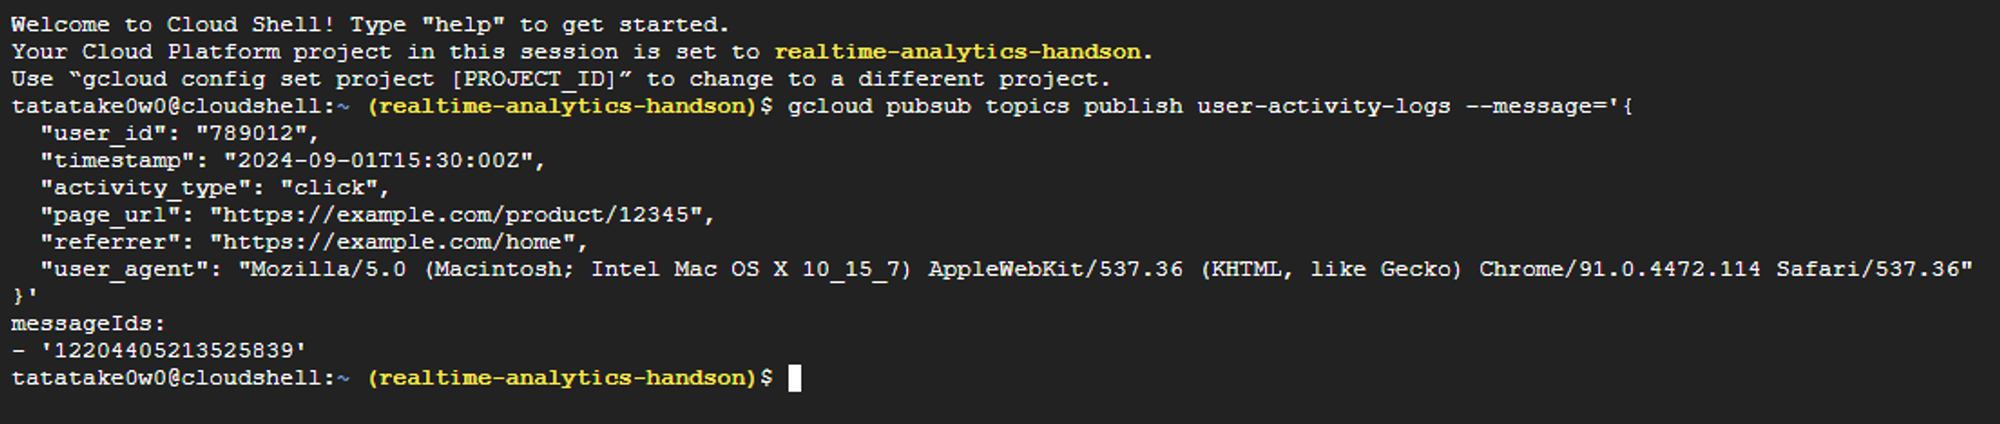 Welcome to Cloud Shell! Type "help" to get started.
Your Cloud Platform project in this session is set to realtime-analytics-handson.
Use “gcloud config set project [PROJECT_ID]” to change to a different project.
tatatake0w0@cloudshell:~ (realtime-analytics-handson)$ gcloud pubsub topics publish user-activity-logs --message='{
  "user_id": "789012",
  "timestamp": "2024-09-01T15:30:00Z",
  "activity_type": "click",
  "page_url": "https://example.com/product/12345",
  "referrer": "https://example.com/home",
  "user_agent": "Mozilla/5.0 (Macintosh; Intel Mac OS X 10_15_7) AppleWebKit/537.36 (KHTML, like Gecko) Chrome/91.0.4472.114 Safari/537.36"
}'
messageIds:
- '12204405213525839'
tatatake0w0@cloudshell:~ (realtime-analytics-handson)$